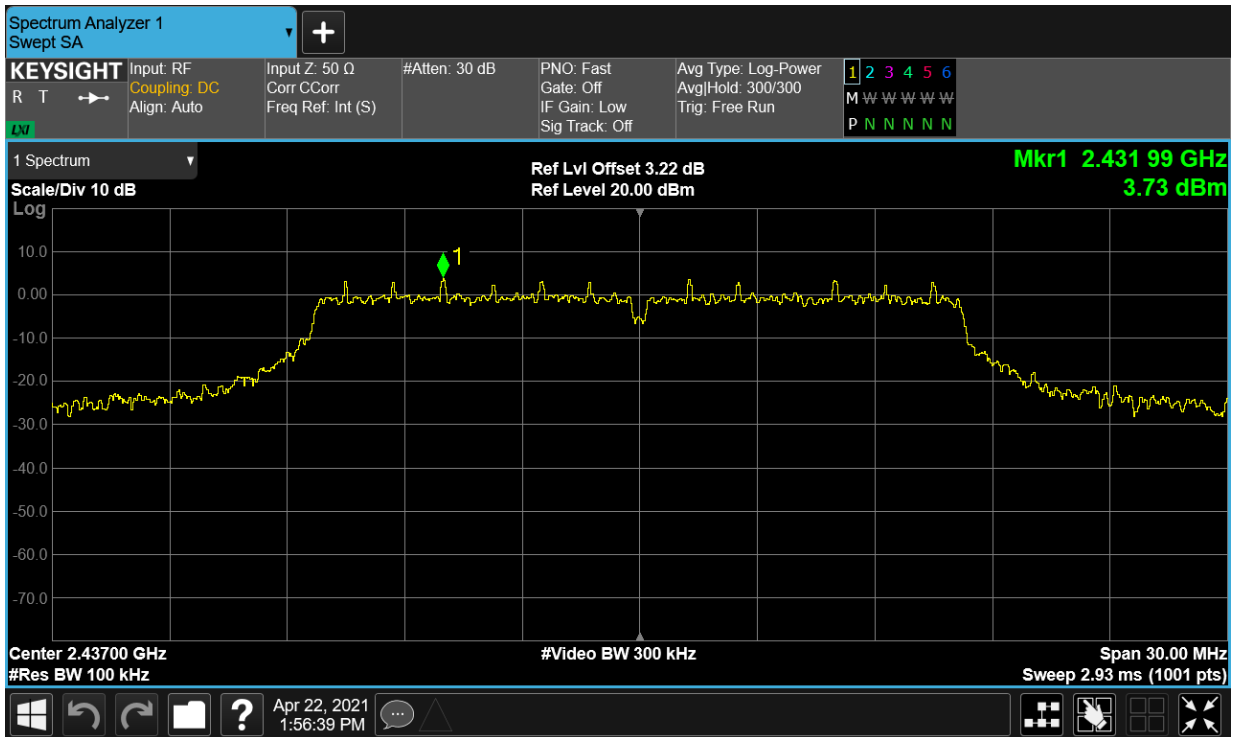 Spectrum Analyzer 1
Swept SA
KEYSIGHT
R T
LXI
Input: RF
Coupling: DC
Align: Auto
Input Z: 50 Ω
Corr CCorr
Freq Ref: Int (S)
#Atten: 30 dB
PNO: Fast
Gate: Off
IF Gain: Low
Sig Track: Off
Avg Type: Log-Power
Avg|Hold: 300/300
Trig: Free Run
1 2 3 4 5 6
M W W W W W
P N N N N N
1 Spectrum
Scale/Div 10 dB
Log
Ref Lvl Offset 3.22 dB
Ref Level 20.00 dBm
Mkr1 2.431 99 GHz
3.73 dBm
1
10.0
0.00
-10.0
-20.0
-30.0
-40.0
-50.0
-60.0
-70.0
Center 2.43700 GHz
#Res BW 100 kHz
#Video BW 300 kHz
Span 30.00 MHz
Sweep 2.93 ms (1001 pts)
?
Apr 22, 2021
1:56:39 PM